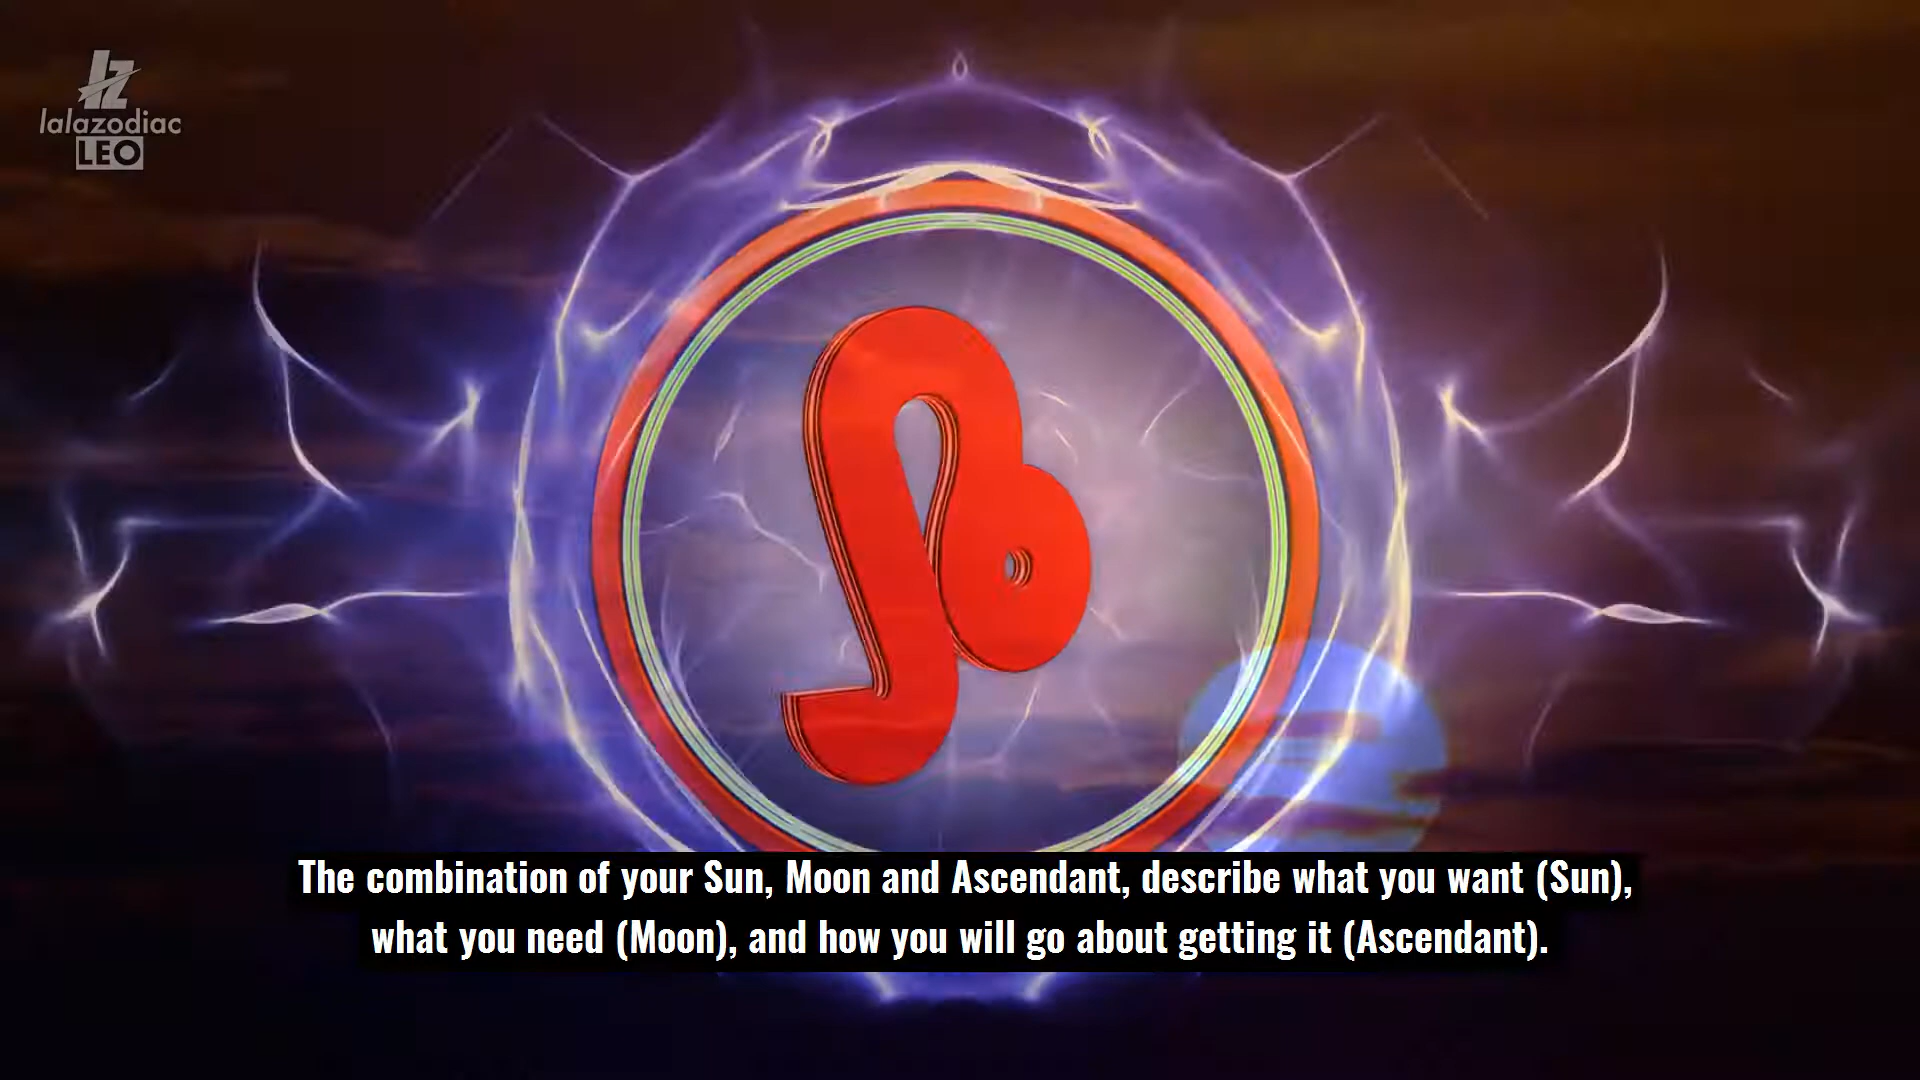 lz
lalazodiac
LEO
The combination of your Sun, Moon and Ascendant, describe what you want (Sun),
what you need (Moon), and how you will go about getting it (Ascendant).